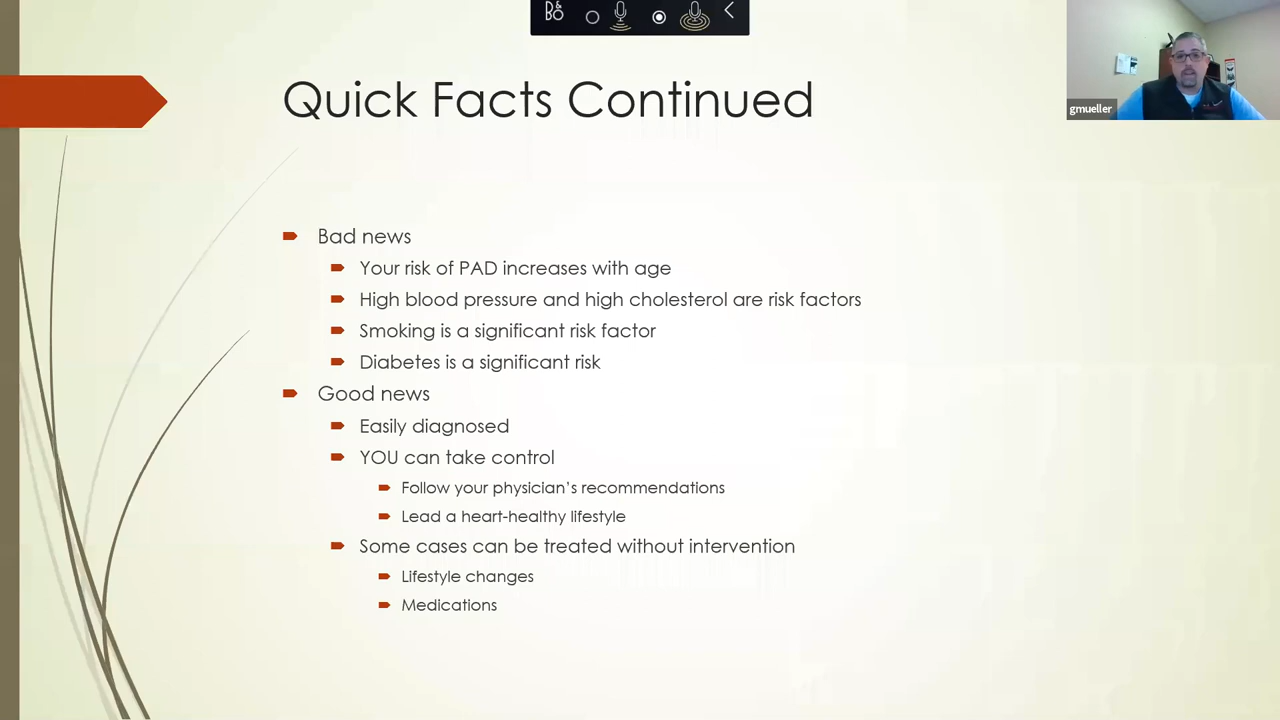 B&O
Quick Facts Continued
gmueller
Bad news
Your risk of PAD increases with age
High blood pressure and high cholesterol are risk factors
Smoking is a significant risk factor
Diabetes is a significant risk
Good news
Easily diagnosed
YOU can take control
Follow your physician's recommendations
Lead a heart-healthy lifestyle
Some cases can be treated without intervention
Lifestyle changes
Medications